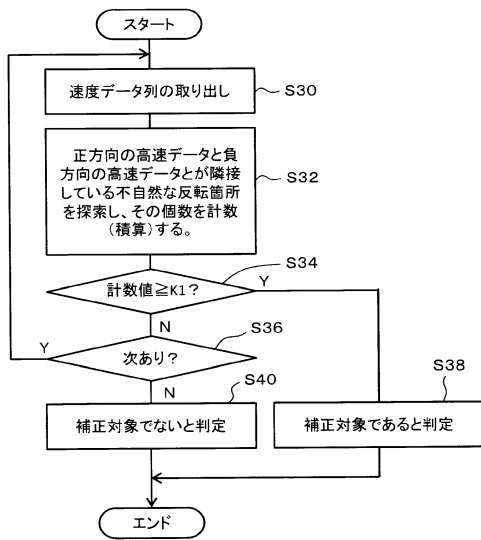 スタート
速度データ列の取り出し
S30
正方向の高速データと負
方向の高速データとが隣接
している不自然な反転箇所
を探索し、その個数を計数
(積算)する。
S32
計数値≧K1?
S34
Y
N
次あり?
S36
Y
N
補正対象でないと判定
S40
補正対象であると判定
S38
エンド